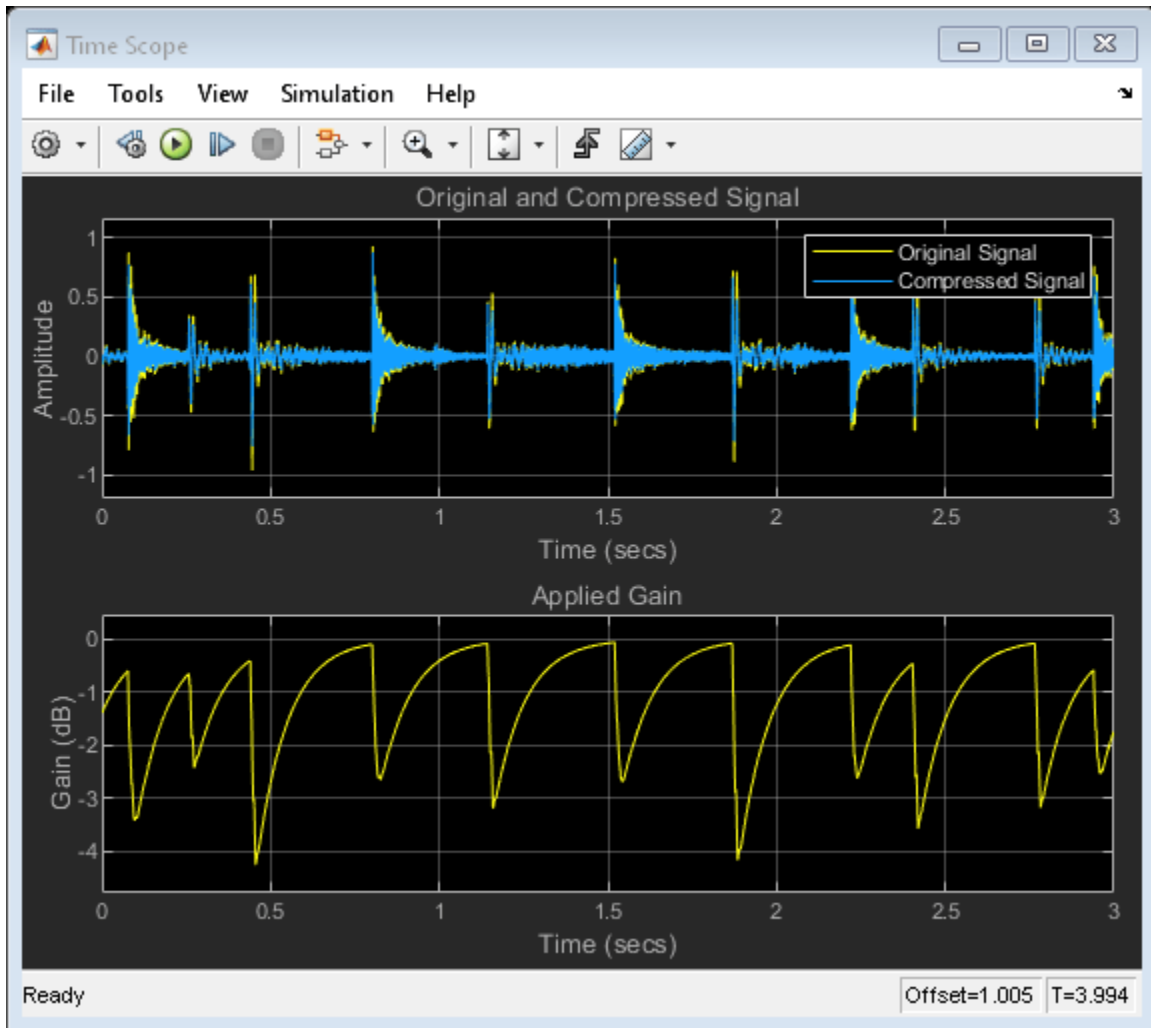 Time Scope
File Tools View Simulation Help
Original and Compressed Signal
Original Signal
Compressed Signal
Amplitude
1
0.5
0
-0.5
-1
0 0.5 1 1.5 2 2.5 3
Time (secs)
Applied Gain
Gain (dB)
0
-1
-2
-3
-4
0 0.5 1 1.5 2 2.5 3
Time (secs)
Ready Offset=1.005 T=3.994